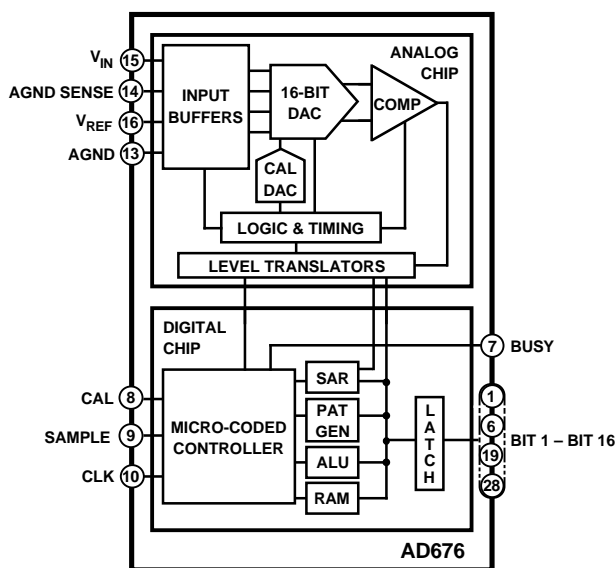 ANALOG
CHIP
V_IN 15
AGND SENSE 14
V_REF 16
AGND 13
INPUT
BUFFERS
16-BIT
DAC
COMP
CAL
DAC
LOGIC & TIMING
LEVEL TRANSLATORS
DIGITAL
CHIP
7 BUSY
CAL 8
SAMPLE 9
CLK 10
MICRO-CODED
CONTROLLER
SAR
PAT
GEN
ALU
RAM
L
A
T
C
H
1
6
19
28
BIT 1 – BIT 16
AD676